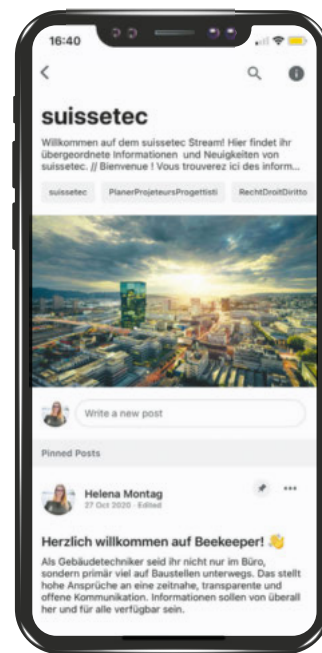 16:40
suissetec
Willkommen auf dem suissetec Stream! Hier findet ihr
übergeordnete Informationen und Neuigkeiten von
suissetec. // Bienvenue ! Vous trouverez ici des inform...
suissetec PlanerProjeteursProgettisti RechtDroitDiritto
Write a new post
Pinned Posts
Helena Montag
27 Oct 2020 · Edited
Herzlich willkommen auf Beekeeper! 👋
Als Gebäudetechniker seid ihr nicht nur im Büro,
sondern primär viel auf Baustellen unterwegs. Das stellt
hohe Ansprüche an eine zeitnahe, transparente und
offene Kommunikation. Informationen sollen von überall
her und für alle verfügbar sein.